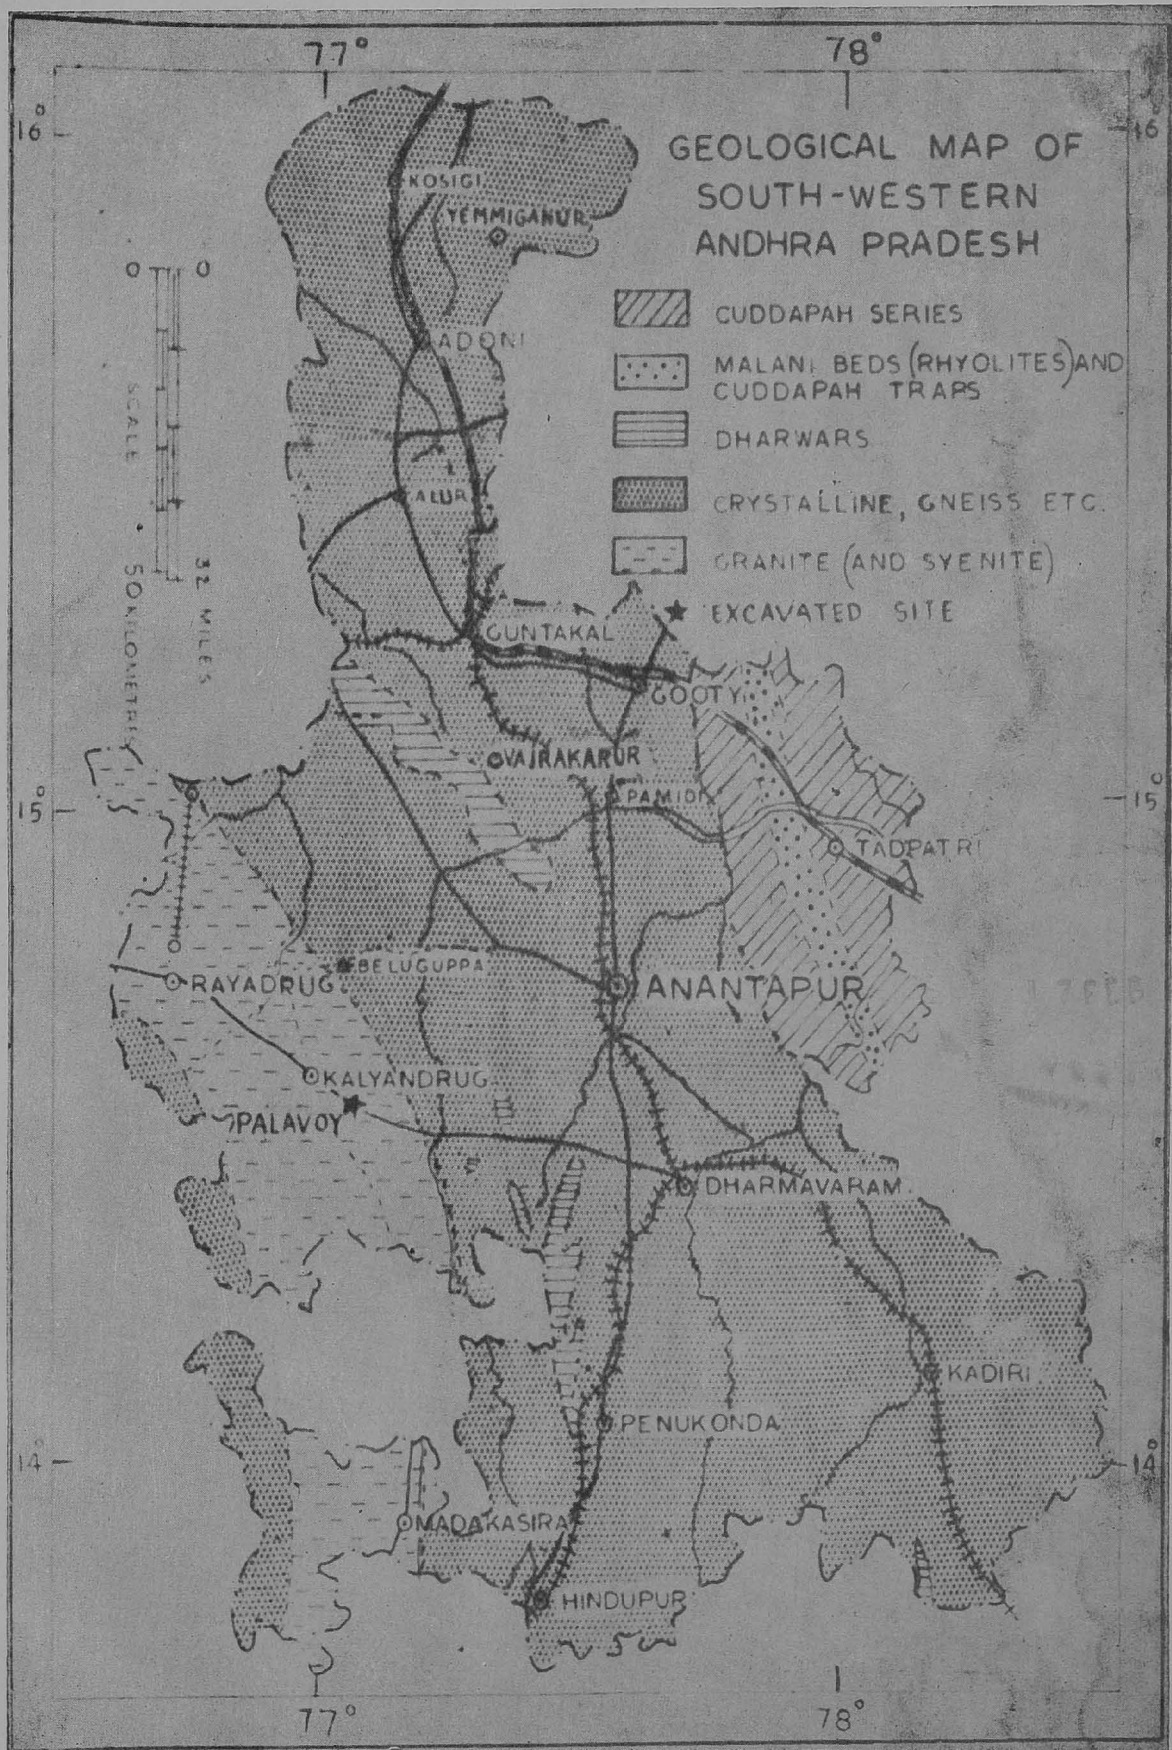 77°
78°
16°
16°
GEOLOGICAL MAP OF
SOUTH-WESTERN
ANDHRA PRADESH
KOSIGI
YEMMIGANUR
0
0
SCALE
50 KILOMETRES
32 MILES
CUDDAPAH SERIES
MALANI BEDS (RHYOLITES) AND
CUDDAPAH TRAPS
DHARWARS
CRYSTALLINE, GNEISS ETC.
GRANITE (AND SYENITE)
EXCAVATED SITE
ADONI
ALUR
GUNTAKAL
GOOTY
VAJRAKARUR
PAMIDI
15°
15°
TADPATRI
BELUGUPPA
RAYADRUG
ANANTAPUR
KALYANDRUG
PALAVOY
DHARMAVARAM
KADIRI
PENUKONDA
14°
14°
MADAKASIRA
HINDUPUR
77°
78°